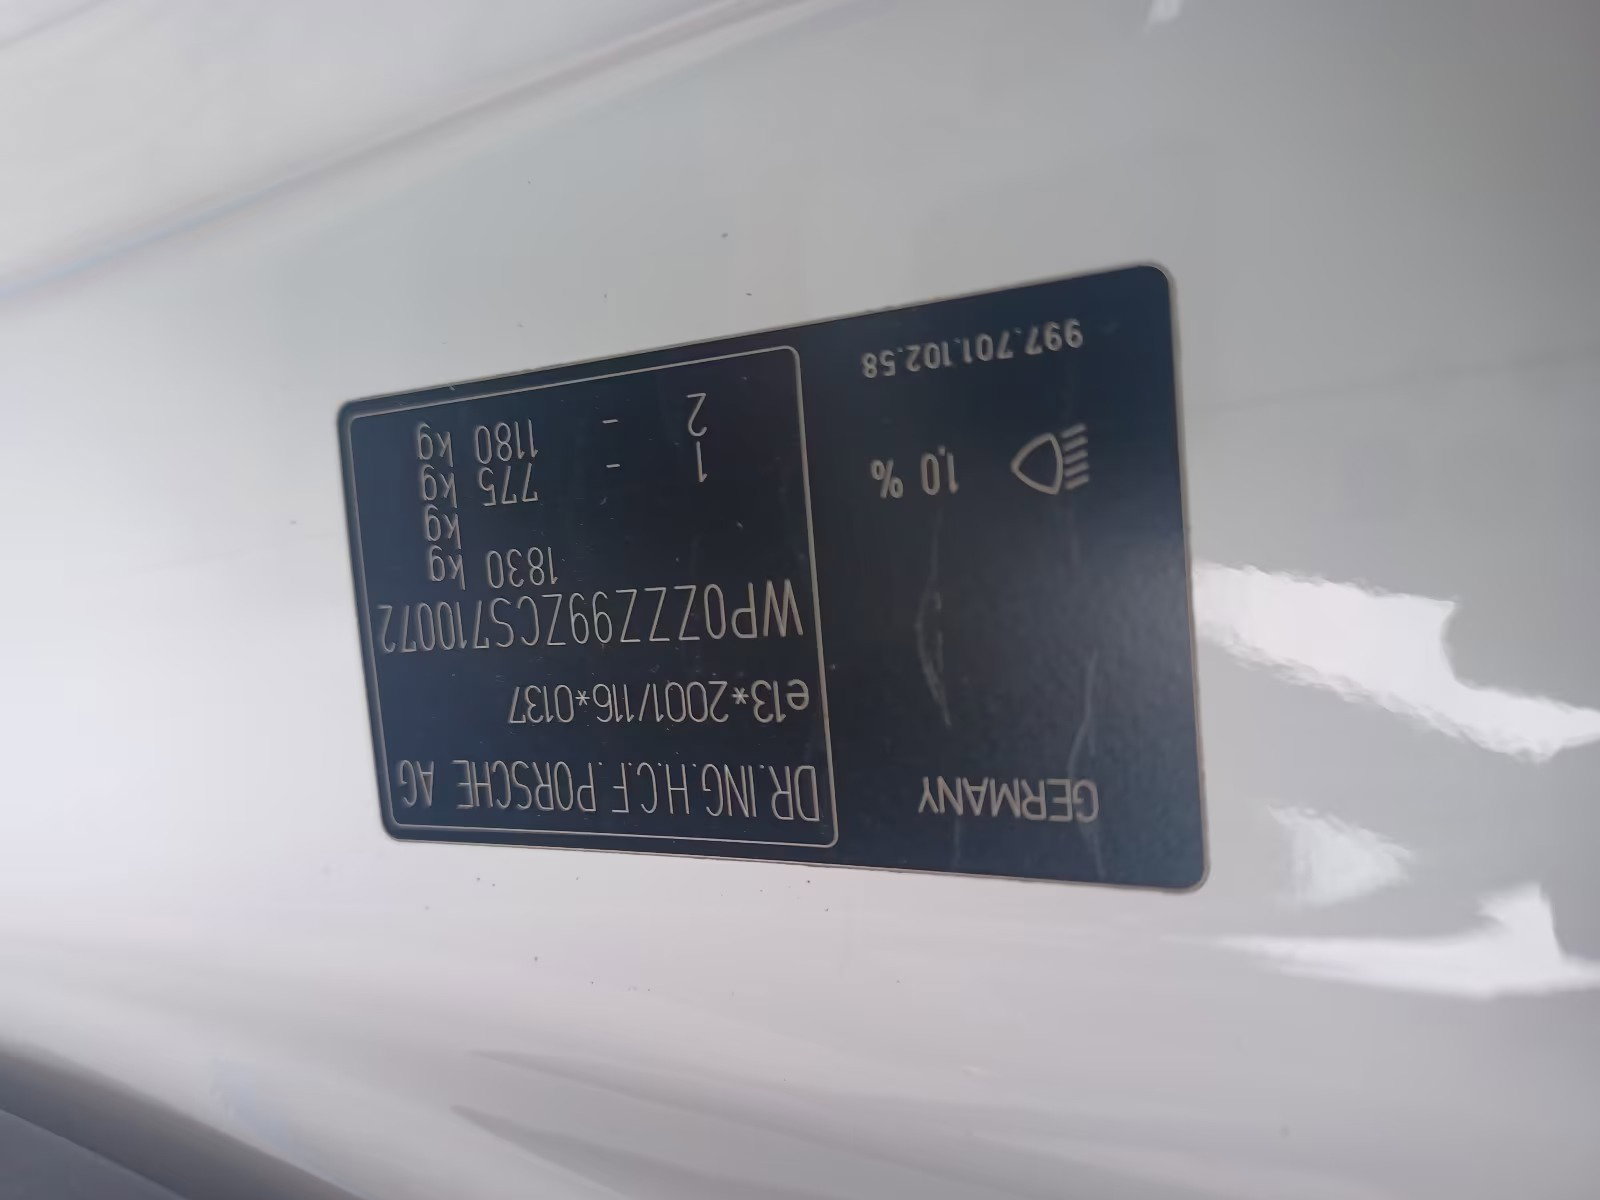 DR.ING.H.C.F.PORSCHE AG
e13*2001/116*0137
WP0ZZZ99ZCS710072
1830 kg
kg
1 - 775 kg
2 - 1180 kg
GERMANY
1,0 %
997.701.102.58